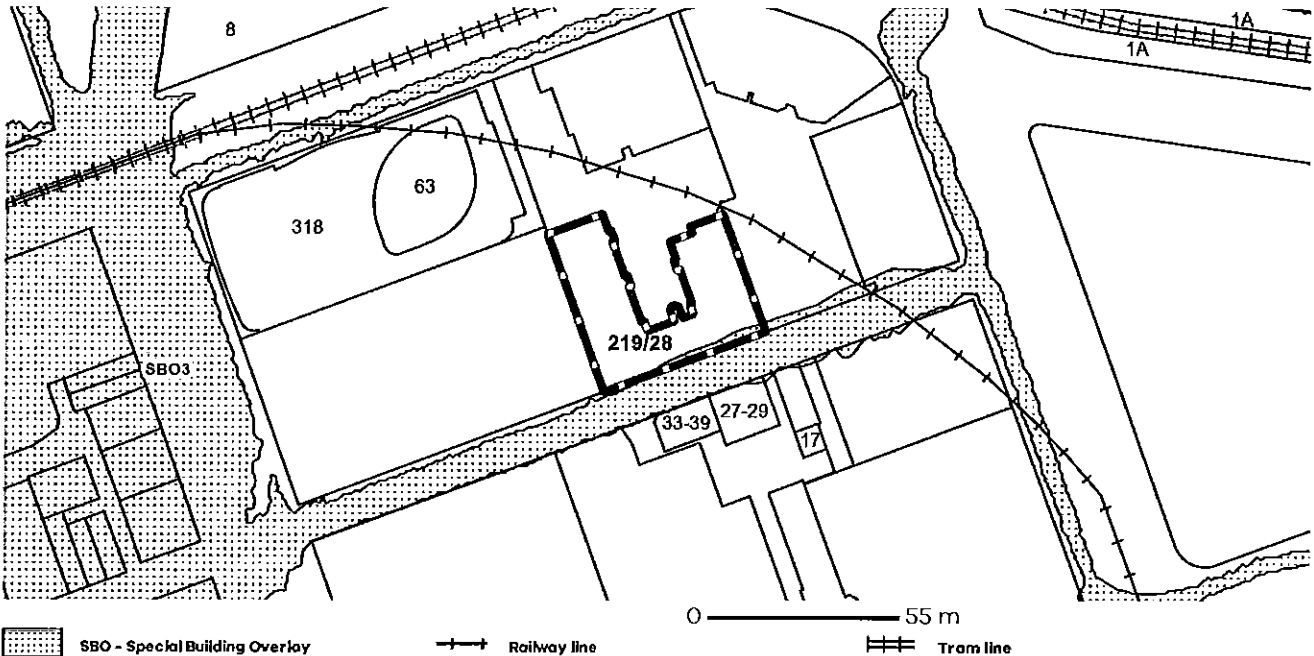 8
1A
1A
63
318
219/28
SBO3
33-39
27-29
17
0 55 m
SBO - Special Building Overlay
Railway line
Tram line